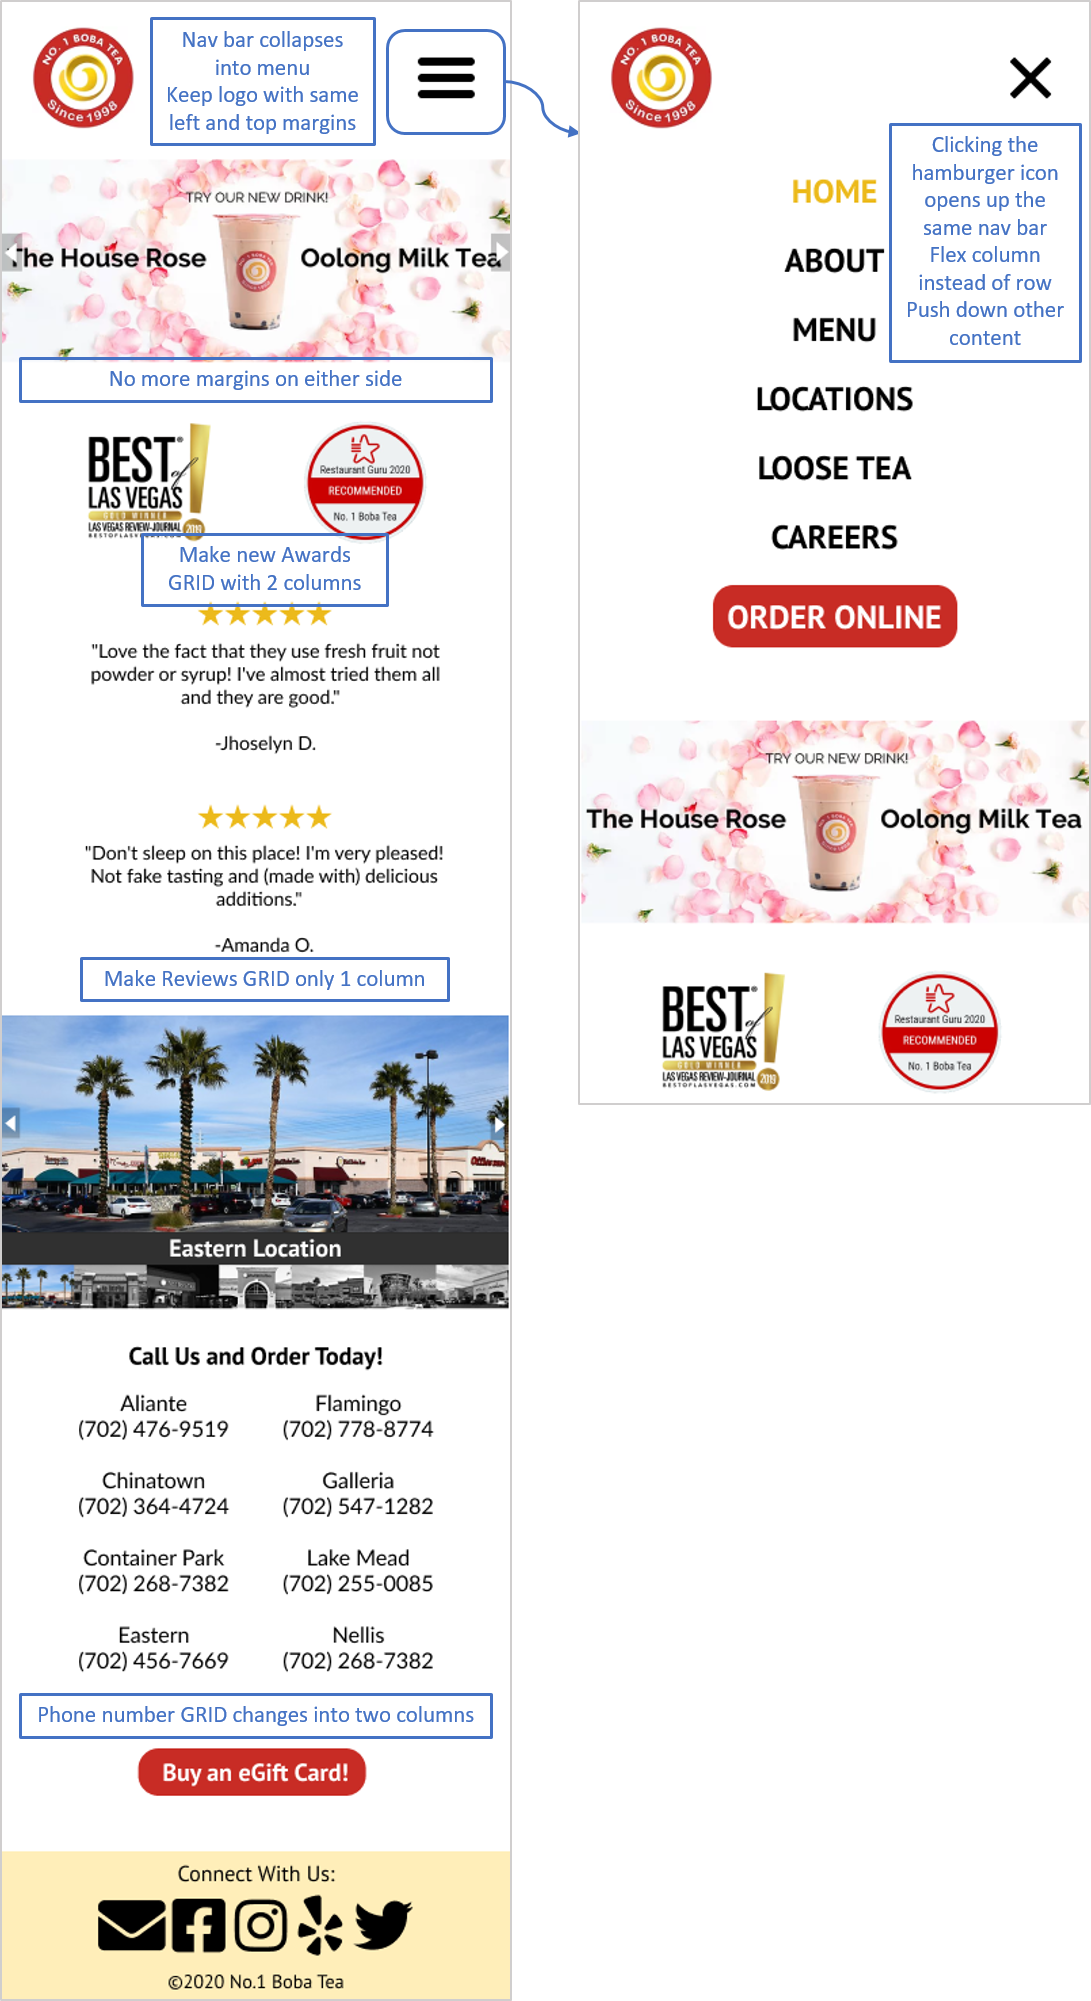 NO. 1 BOBA TEA
Since 1998
Nav bar collapses
into menu
Keep logo with same
left and top margins
TRY OUR NEW DRINK!
The House Rose
Oolong Milk Tea
No more margins on either side
BEST
of
LAS VEGAS
GOLD WINNER
LAS VEGAS REVIEW-JOURNAL
2019
BESTOFLASVEGAS.COM
Restaurant Guru 2020
RECOMMENDED
No. 1 Boba Tea
Make new Awards
GRID with 2 columns
"Love the fact that they use fresh fruit not
powder or syrup! I've almost tried them all
and they are good."
-Jhoselyn D.
"Don't sleep on this place! I'm very pleased!
Not fake tasting and (made with) delicious
additions."
-Amanda O.
Make Reviews GRID only 1 column
Eastern Location
Call Us and Order Today!
Aliante
(702) 476-9519
Flamingo
(702) 778-8774
Chinatown
(702) 364-4724
Galleria
(702) 547-1282
Container Park
(702) 268-7382
Lake Mead
(702) 255-0085
Eastern
(702) 456-7669
Nellis
(702) 268-7382
Phone number GRID changes into two columns
Buy an eGift Card!
Connect With Us:
©2020 No.1 Boba Tea
NO. 1 BOBA TEA
Since 1998
Clicking the
hamburger icon
opens up the
same nav bar
Flex column
instead of row
Push down other
content
HOME
ABOUT
MENU
LOCATIONS
LOOSE TEA
CAREERS
ORDER ONLINE
TRY OUR NEW DRINK!
The House Rose
Oolong Milk Tea
BEST
of
LAS VEGAS
GOLD WINNER
LAS VEGAS REVIEW-JOURNAL
2019
BESTOFLASVEGAS.COM
Restaurant Guru 2020
RECOMMENDED
No. 1 Boba Tea